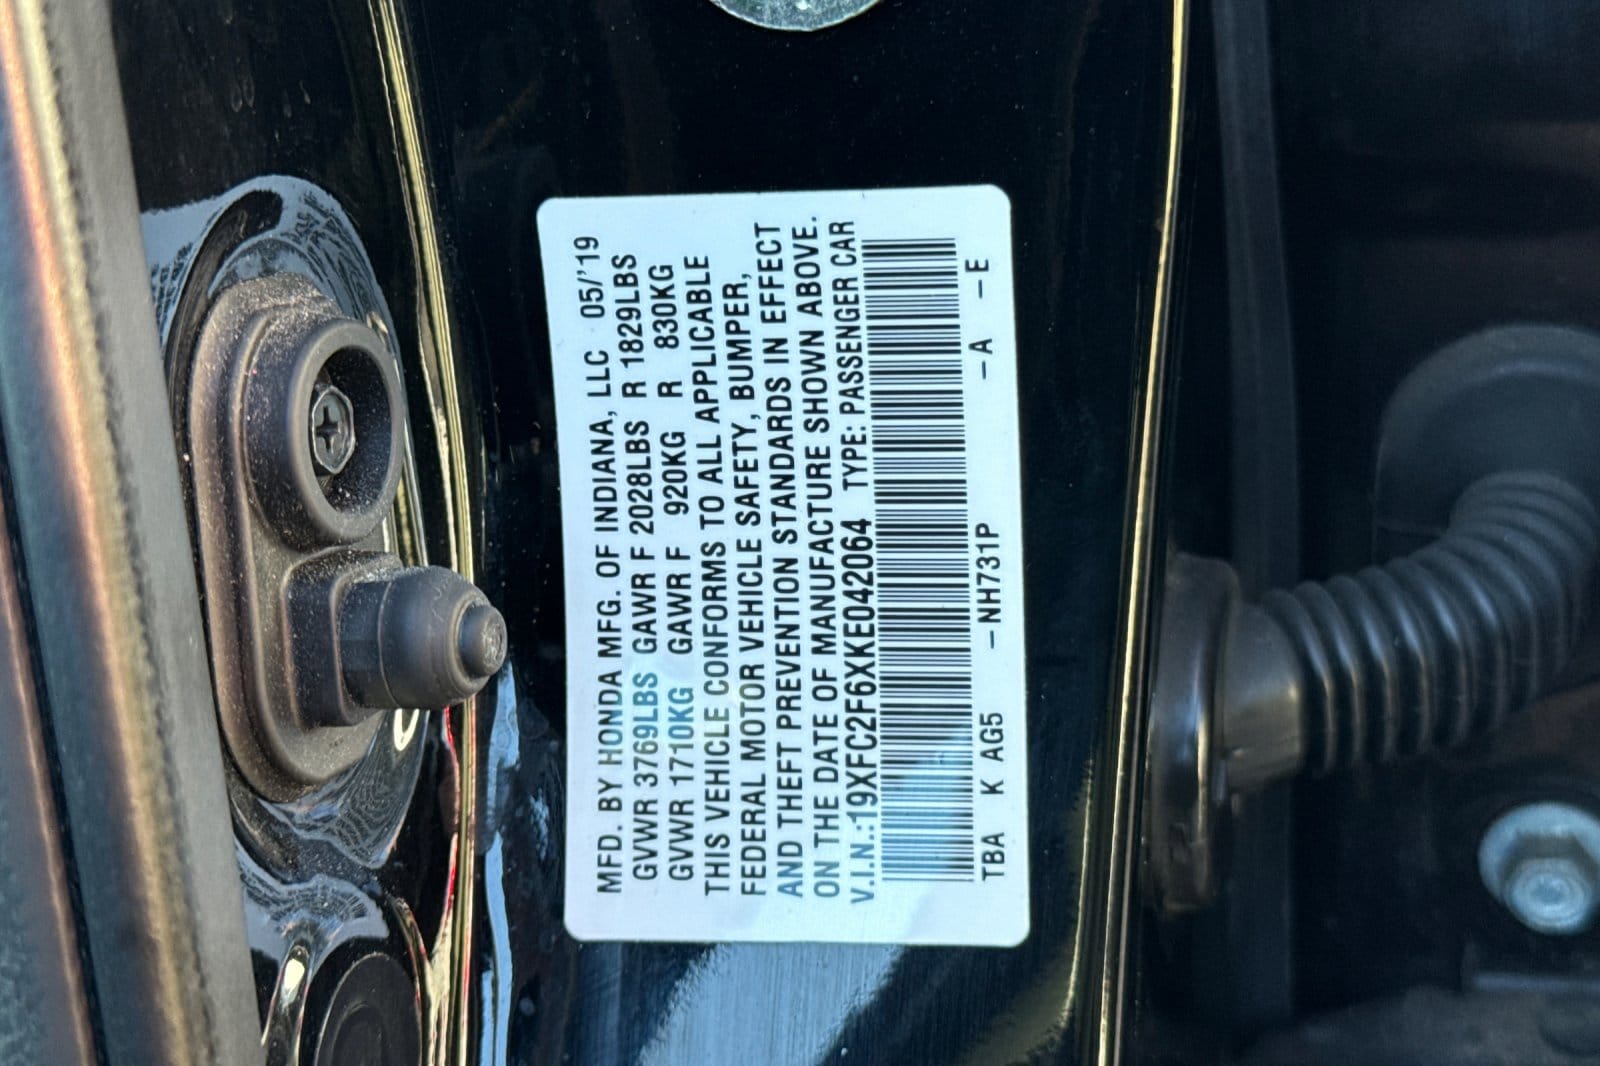 MFD. BY HONDA MFG. OF INDIANA, LLC 05/'19
GVWR 3769LBS GAWR F 2028LBS R 1829LBS
GVWR 1710KG GAWR F 920KG R 830KG
THIS VEHICLE CONFORMS TO ALL APPLICABLE
FEDERAL MOTOR VEHICLE SAFETY, BUMPER,
AND THEFT PREVENTION STANDARDS IN EFFECT
ON THE DATE OF MANUFACTURE SHOWN ABOVE.
V.I.N.:19XFC2F6XKE042064 TYPE: PASSENGER CAR
TBA K AG5 -NH731P -A -E